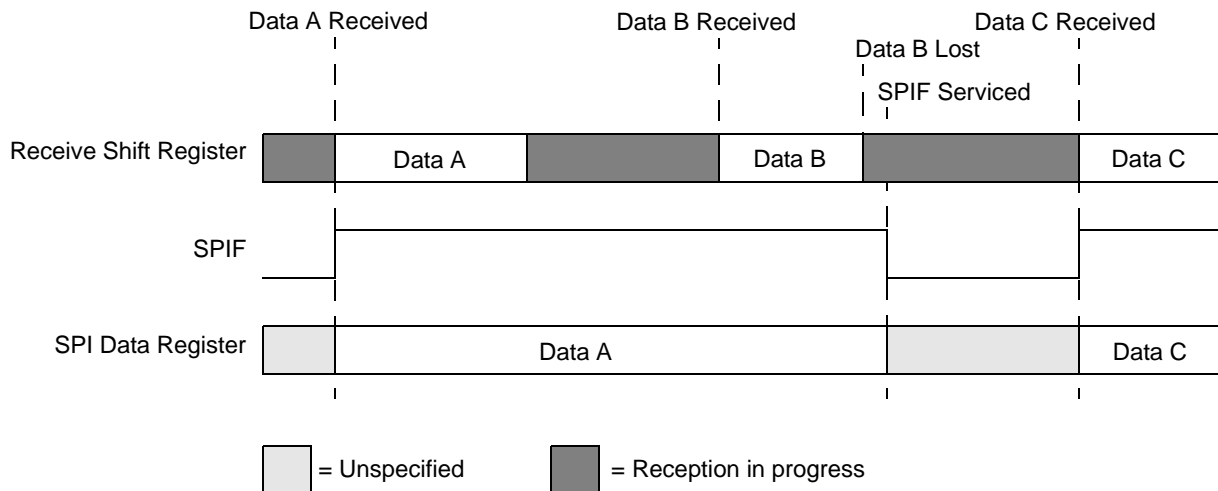 Data A Received
Data B Received
Data C Received
Data B Lost
SPIF Serviced
Receive Shift Register
Data A
Data B
Data C
SPIF
SPI Data Register
Data A
Data C
= Unspecified
= Reception in progress